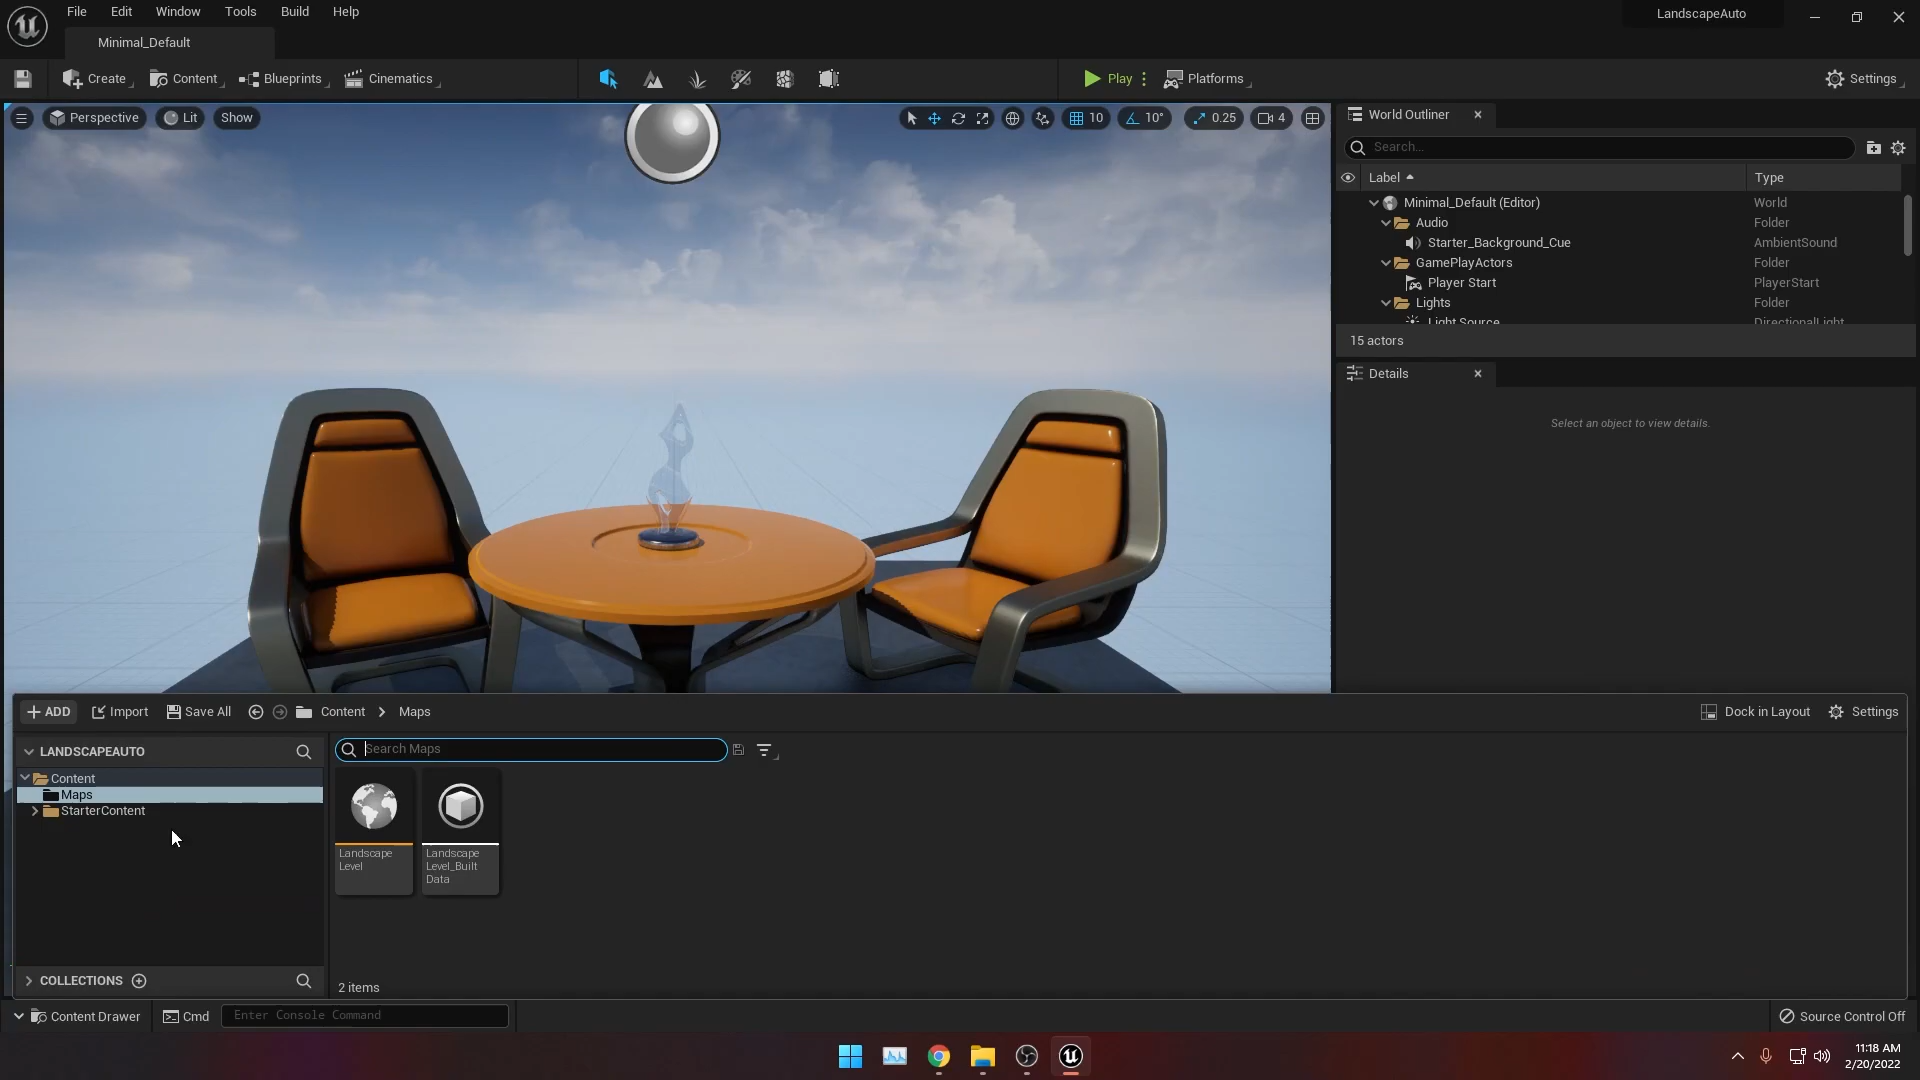 File Edit Window Tools Build Help
LandscapeAuto
Minimal_Default
Create Content Blueprints Cinematics
Play Platforms
Settings
Perspective Lit Show
10 10° 0.25 4
World Outliner
Search...
Label Type
Minimal_Default (Editor) World
Audio Folder
Starter_Background_Cue AmbientSound
GamePlayActors Folder
Player Start PlayerStart
Lights Folder
Light Source DirectionalLight
15 actors
Details
Select an object to view details.
ADD Import Save All Content Maps
Dock in Layout Settings
LANDSCAPEAUTO
Search Maps
Content
Maps
StarterContent
Landscape
Level
Landscape
Level_Built
Data
COLLECTIONS
2 items
Content Drawer Cmd Enter Console Command
Source Control Off
11:18 AM
2/20/2022